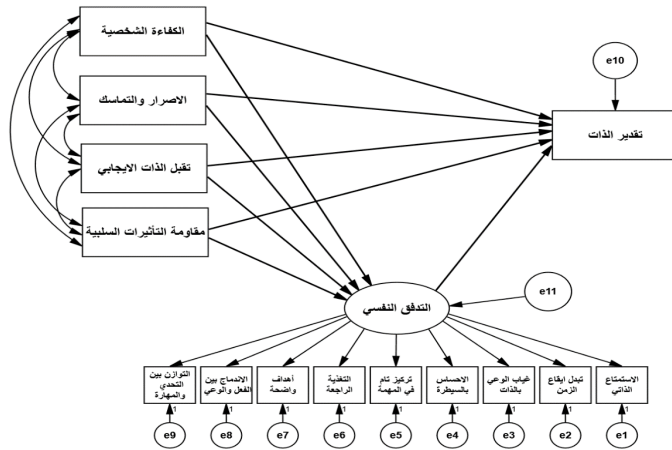 الكفاءة الشخصية
الاصرار والتماسك
تقبل الذات الايجابي
مقاومة التأثيرات السلبية
e10
تقدير الذات
e11
التدفق النفسي
التوازن بين
التحدي
والمهارة
الاندماج بين
الفعل والوعي
أهداف
واضحة
التغذية
الراجعة
تركيز تام
في المهمة
الاحساس
بالسيطرة
غياب الوعي
بالذات
تبدل ايقاع
الزمن
الاستمتاع
الذاتي
1
1
1
1
1
1
1
1
1
e9
e8
e7
e6
e5
e4
e3
e2
e1